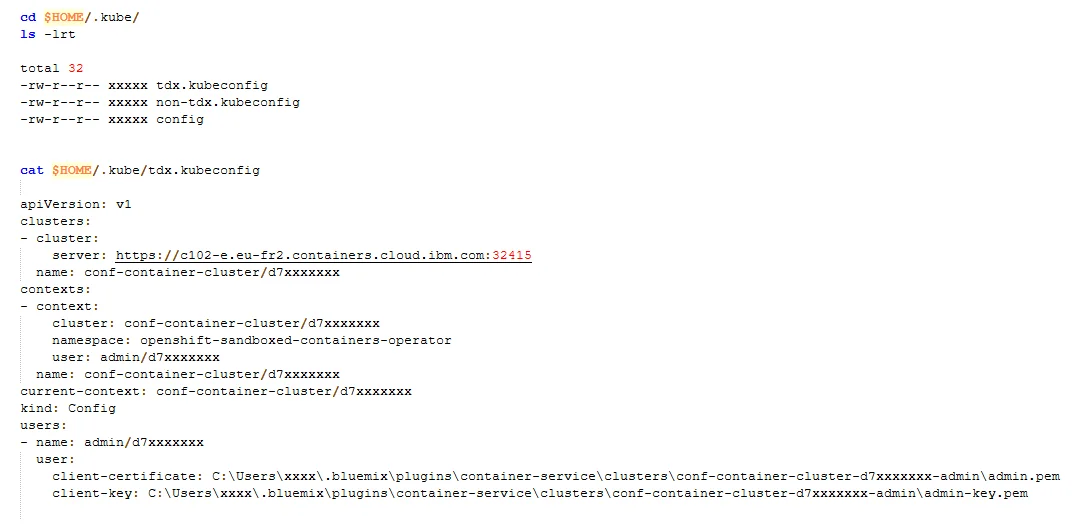 cd $HOME/.kube/
ls -lrt
total 32
-rw-r--r-- xxxxx tdx.kubeconfig
-rw-r--r-- xxxxx non-tdx.kubeconfig
-rw-r--r-- xxxxx config
cat $HOME/.kube/tdx.kubeconfig
apiVersion: v1
clusters:
- cluster:
    server: https://c102-e.eu-fr2.containers.cloud.ibm.com:32415
  name: conf-container-cluster/d7xxxxxxx
contexts:
- context:
    cluster: conf-container-cluster/d7xxxxxxx
    namespace: openshift-sandboxed-containers-operator
    user: admin/d7xxxxxxx
  name: conf-container-cluster/d7xxxxxxx
current-context: conf-container-cluster/d7xxxxxxx
kind: Config
users:
- name: admin/d7xxxxxxx
  user:
    client-certificate: C:\Users\xxxx\.bluemix\plugins\container-service\clusters\conf-container-cluster-d7xxxxxxx-admin\admin.pem
    client-key: C:\Users\xxxx\.bluemix\plugins\container-service\clusters\conf-container-cluster-d7xxxxxxx-admin\admin-key.pem